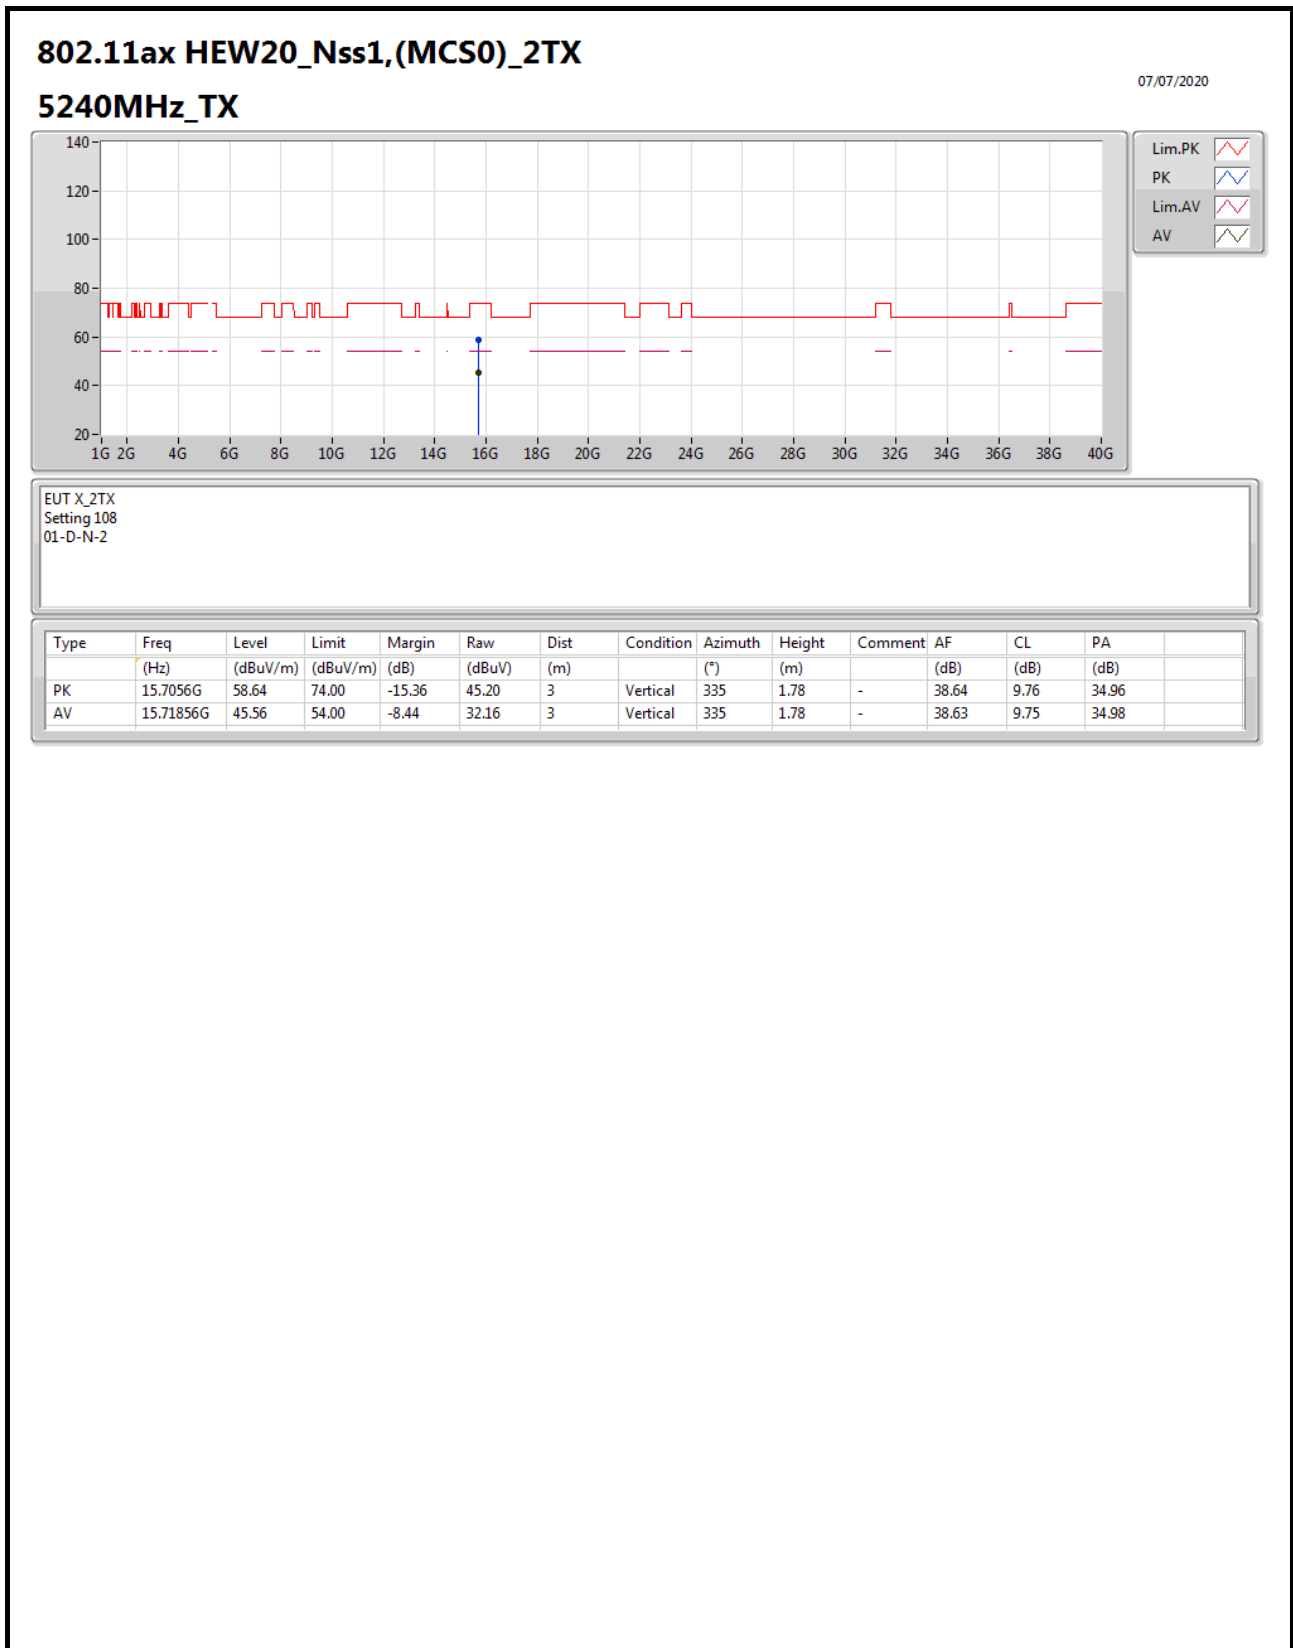 802.11ax HEW20_Nss1,(MCS0)_2TX
07/07/2020
5240MHz_TX
140
120
100
80
60
40
20
1G 2G 4G 6G 8G 10G 12G 14G 16G 18G 20G 22G 24G 26G 28G 30G 32G 34G 36G 38G 40G
Lim.PK
PK
Lim.AV
AV
EUT X_2TX
Setting 108
01-D-N-2
Type Freq Level Limit Margin Raw Dist Condition Azimuth Height Comment AF CL PA
(Hz) (dBuV/m) (dBuV/m) (dB) (dBuV) (m) (°) (m) (dB) (dB) (dB)
PK 15.7056G 58.64 74.00 -15.36 45.20 3 Vertical 335 1.78 - 38.64 9.76 34.96
AV 15.71856G 45.56 54.00 -8.44 32.16 3 Vertical 335 1.78 - 38.63 9.75 34.98